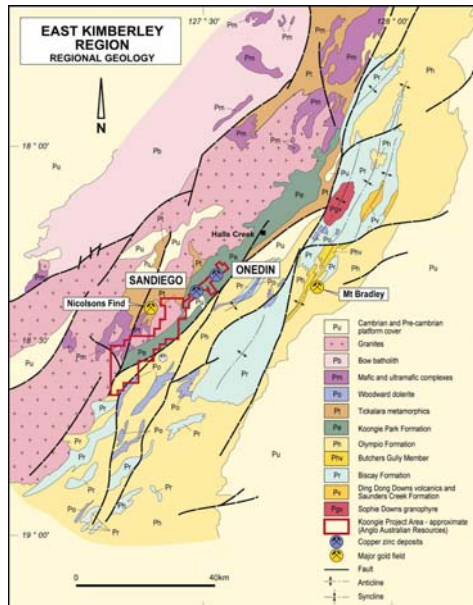 EAST KIMBERLEY
REGION
REGIONAL GEOLOGY
N
127° 30'
128° 00'
18° 00'
18° 30'
19° 00'
Halls Creek
SANDIEGO
ONEDIN
Nicolsons Find
Mt Bradley
Pu Cambrian and Pre-cambrian
platform cover
Granites
Pb Bow batholith
Pm Mafic and ultramafic complexes
Po Woodward dolerite
Pt Tickalara metamorphics
Pe Koongie Park Formation
Ph Olympio Formation
Phv Butchers Gully Member
Pr Biscay Formation
Pv Ding Dong Downs volcanics and
Saunders Creek Formation
Pgv Sophie Downs granophyre
Koongie Project Area - approximate
(Anglo Australian Resources)
Copper zinc deposits
Major gold field
Fault
Anticline
Syncline
0 40km